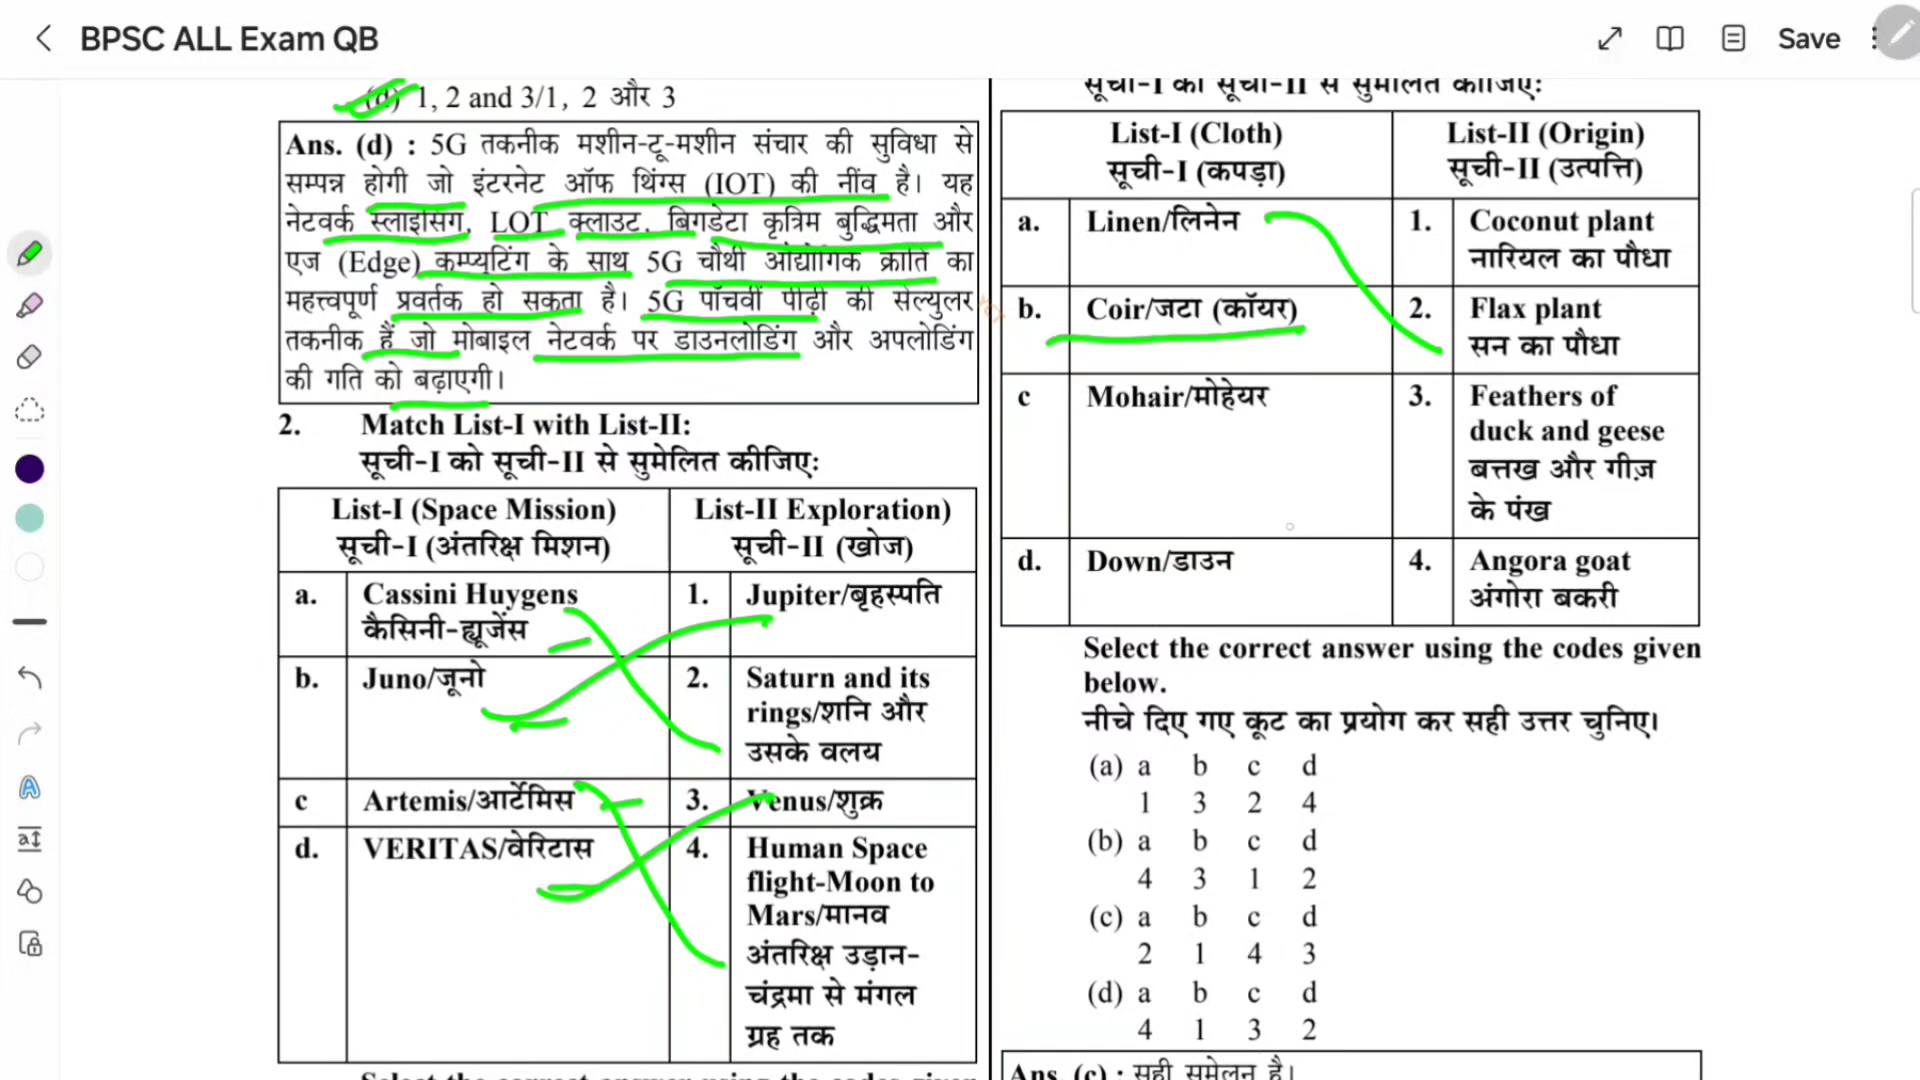 BPSC ALL Exam QB
Save
(d) 1, 2 and 3/1, 2 और 3
Ans. (d) : 5G तकनीक मशीन-टू-मशीन संचार की सुविधा से
सम्पन्न होगी जो इंटरनेट ऑफ थिंग्स (IOT) की नींव है। यह
नेटवर्क स्लाइसिंग, LOT क्लाउट, बिगडेटा कृत्रिम बुद्धिमता और
एज (Edge) कम्प्यूटिंग के साथ 5G चौथी औद्योगिक क्रांति का
महत्त्वपूर्ण प्रवर्तक हो सकता है। 5G पाँचवीं पीढ़ी की सेल्युलर
तकनीक हैं जो मोबाइल नेटवर्क पर डाउनलोडिंग और अपलोडिंग
की गति को बढ़ाएगी।
2. Match List-I with List-II:
सूची-I को सूची-II से सुमेलित कीजिए:
List-I (Space Mission) List-II Exploration)
सूची-I (अंतरिक्ष मिशन) सूची-II (खोज)
a. Cassini Huygens 1. Jupiter/बृहस्पति
कैसिनी-ह्यूजेंस
b. Juno/जूनो 2. Saturn and its
rings/शनि और
उसके वलय
c Artemis/आर्टेमिस 3. Venus/शुक्र
d. VERITAS/वेरिटास 4. Human Space
flight-Moon to
Mars/मानव
अंतरिक्ष उड़ान-
चंद्रमा से मंगल
ग्रह तक
सूची-I को सूची-II से सुमेलित कीजिए:
List-I (Cloth) List-II (Origin)
सूची-I (कपड़ा) सूची-II (उत्पत्ति)
a. Linen/लिनेन 1. Coconut plant
नारियल का पौधा
b. Coir/जटा (कॉयर) 2. Flax plant
सन का पौधा
c Mohair/मोहेयर 3. Feathers of
duck and geese
बत्तख और गीज़
के पंख
d. Down/डाउन 4. Angora goat
अंगोरा बकरी
Select the correct answer using the codes given
below.
नीचे दिए गए कूट का प्रयोग कर सही उत्तर चुनिए।
(a) a b c d
1 3 2 4
(b) a b c d
4 3 1 2
(c) a b c d
2 1 4 3
(d) a b c d
4 1 3 2
Ans. (c) : सही सुमेलन है।